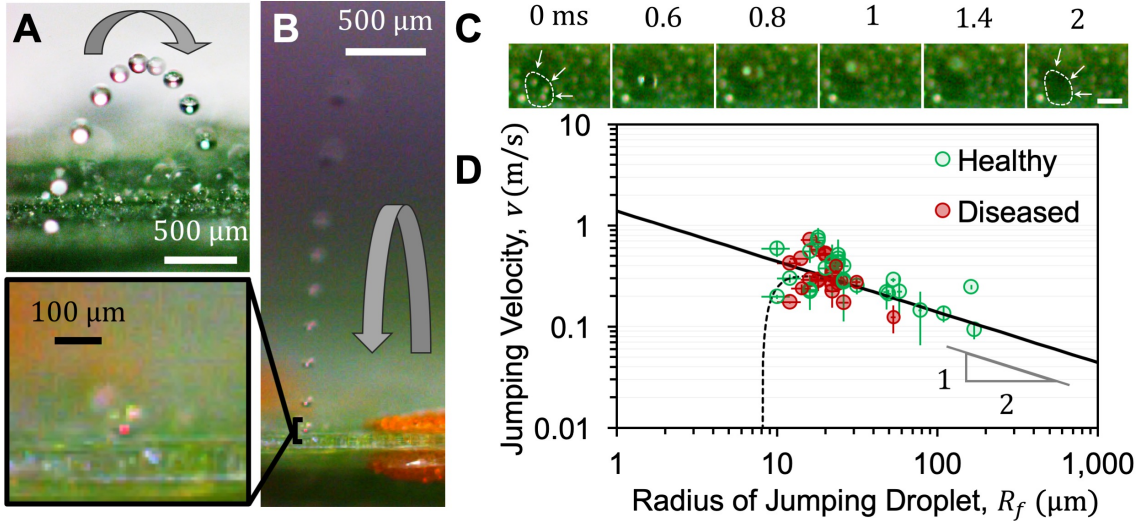 A
500 μm
100 μm
B
500 μm
C
0 ms 0.6 0.8 1 1.4 2
D
Jumping Velocity, v (m/s)
10
1
0.1
0.01
Healthy
Diseased
1
2
1 10 100 1,000
Radius of Jumping Droplet, R_f (μm)